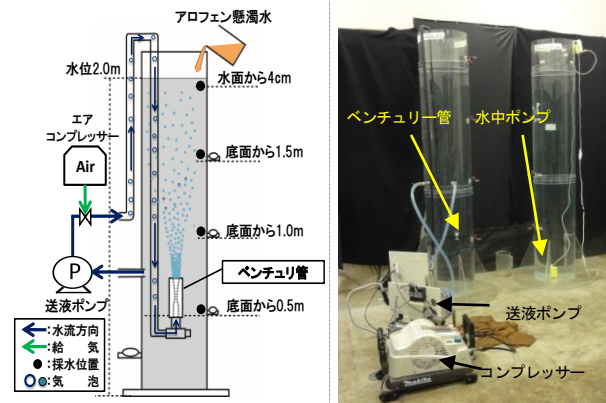 アロフェン懸濁水
水位2.0m
水面から4cm
エア
コンプレッサー
Air
底面から1.5m
底面から1.0m
P
ベンチュリ管
送液ポンプ
底面から0.5m
:水流方向
:給 気
:採水位置
:気 泡
ベンチュリー管
水中ポンプ
送液ポンプ
コンプレッサー
Makita